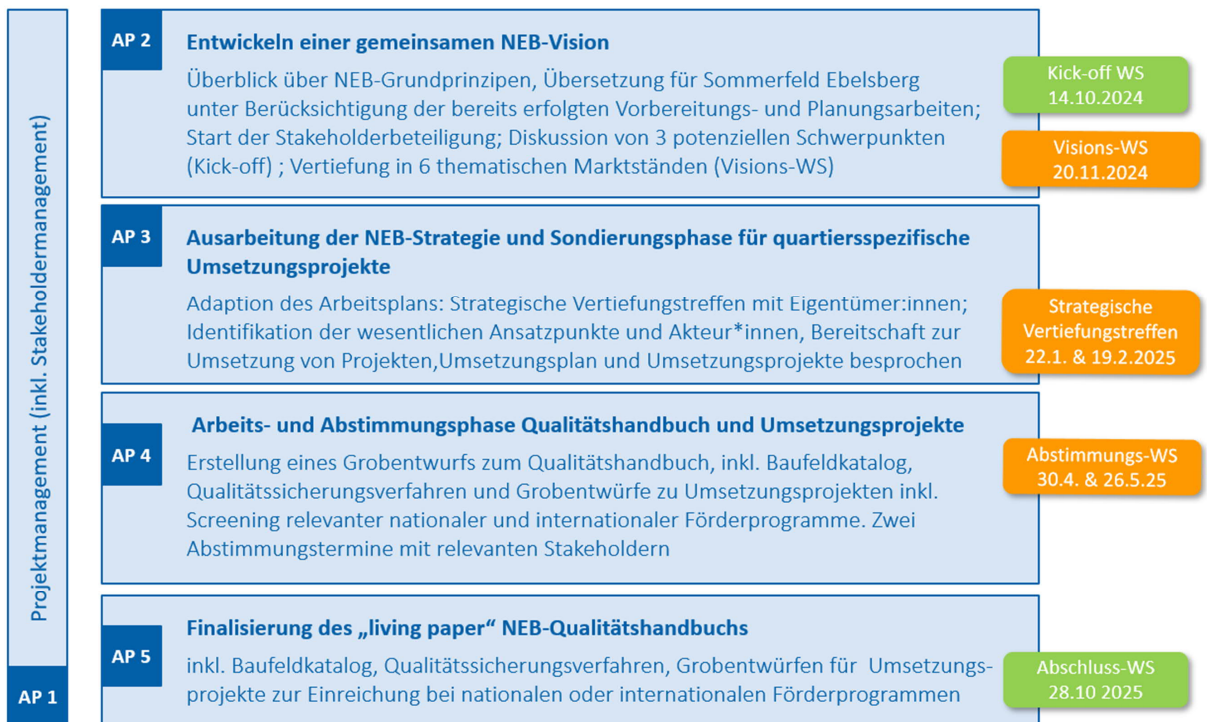 Projektmanagement (inkl. Stakeholdermanagement)
AP 1
AP 2
Entwickeln einer gemeinsamen NEB-Vision
Überblick über NEB-Grundprinzipen, Übersetzung für Sommerfeld Ebelsberg
unter Berücksichtigung der bereits erfolgten Vorbereitungs- und Planungsarbeiten;
Start der Stakeholderbeteiligung; Diskussion von 3 potenziellen Schwerpunkten
(Kick-off) ; Vertiefung in 6 thematischen Marktständen (Visions-WS)
Kick-off WS
14.10.2024
Visions-WS
20.11.2024
AP 3
Ausarbeitung der NEB-Strategie und Sondierungsphase für quartiersspezifische
Umsetzungsprojekte
Adaption des Arbeitsplans: Strategische Vertiefungstreffen mit Eigentümer:innen;
Identifikation der wesentlichen Ansatzpunkte und Akteur*innen, Bereitschaft zur
Umsetzung von Projekten,Umsetzungsplan und Umsetzungsprojekte besprochen
Strategische
Vertiefungstreffen
22.1. & 19.2.2025
AP 4
Arbeits- und Abstimmungsphase Qualitätshandbuch und Umsetzungsprojekte
Erstellung eines Grobentwurfs zum Qualitätshandbuch, inkl. Baufeldkatalog,
Qualitätssicherungsverfahren und Grobentwürfe zu Umsetzungsprojekten inkl.
Screening relevanter nationaler und internationaler Förderprogramme. Zwei
Abstimmungstermine mit relevanten Stakeholdern
Abstimmungs-WS
30.4. & 26.5.25
AP 5
Finalisierung des „living paper“ NEB-Qualitätshandbuchs
inkl. Baufeldkatalog, Qualitätssicherungsverfahren, Grobentwürfen für Umsetzungs-
projekte zur Einreichung bei nationalen oder internationalen Förderprogrammen
Abschluss-WS
28.10 2025